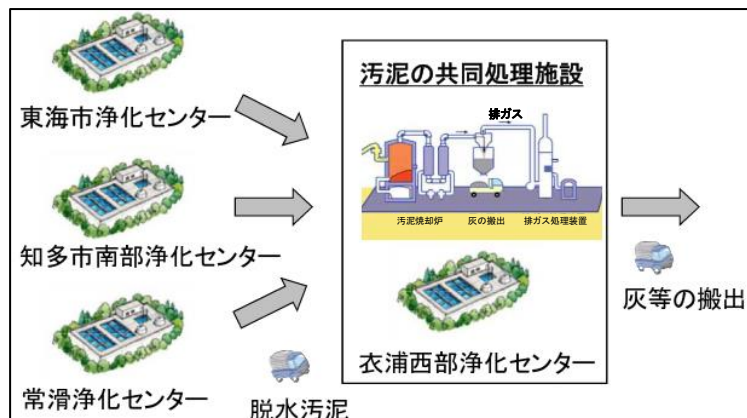 東海市浄化センター
知多市南部浄化センター
常滑浄化センター
脱水汚泥
汚泥の共同処理施設
排ガス
汚泥焼却炉
灰の搬出
排ガス処理装置
衣浦西部浄化センター
灰等の搬出